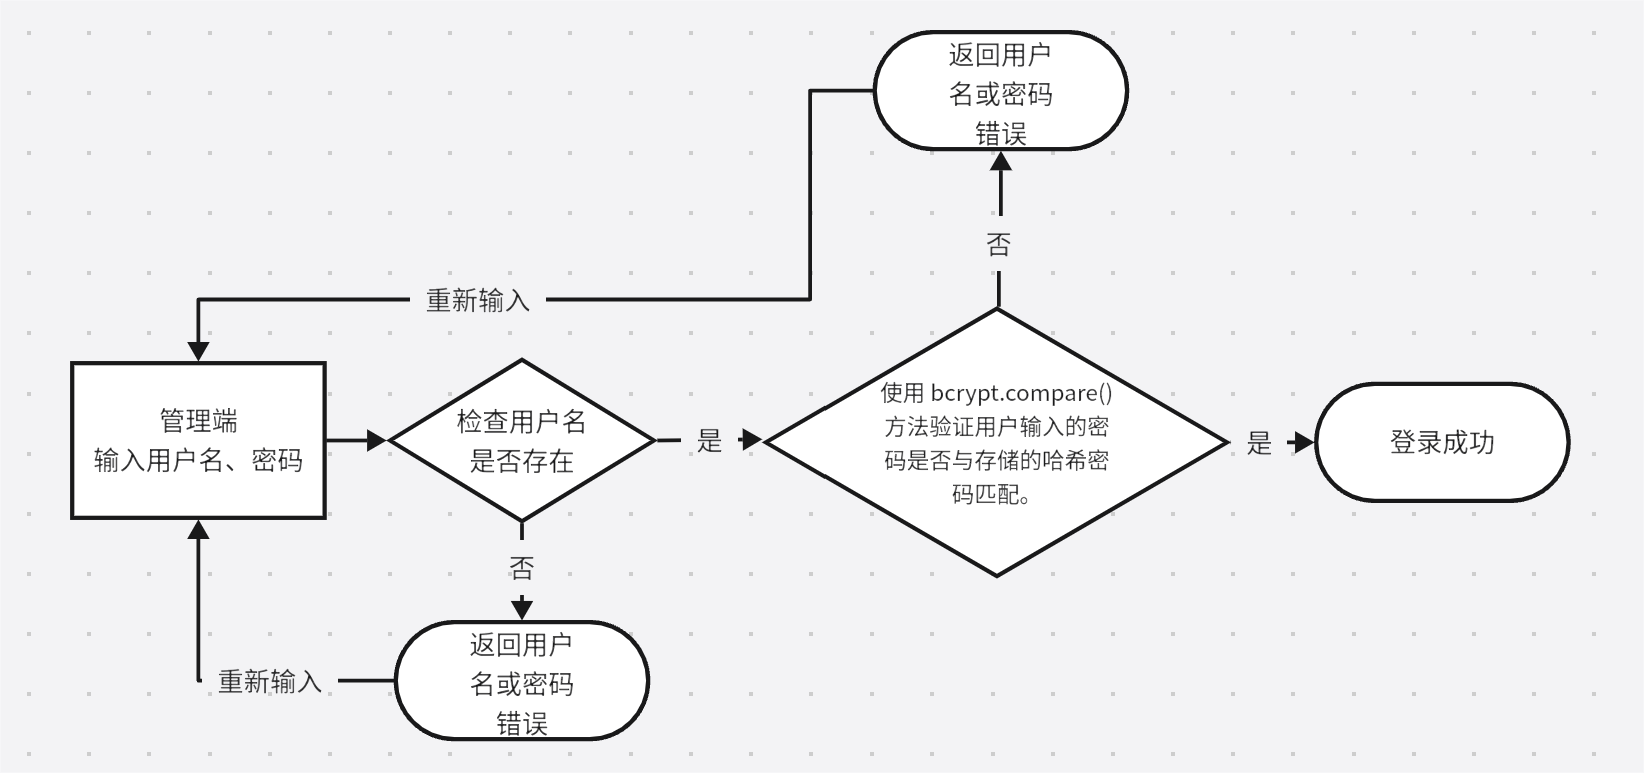 返回用户
名或密码
错误
否
重新输入
管理端
输入用户名、密码
检查用户名
是否存在
是
使用 bcrypt.compare()
方法验证用户输入的密
码是否与存储的哈希密
码匹配。
是
登录成功
否
返回用户
名或密码
错误
重新输入